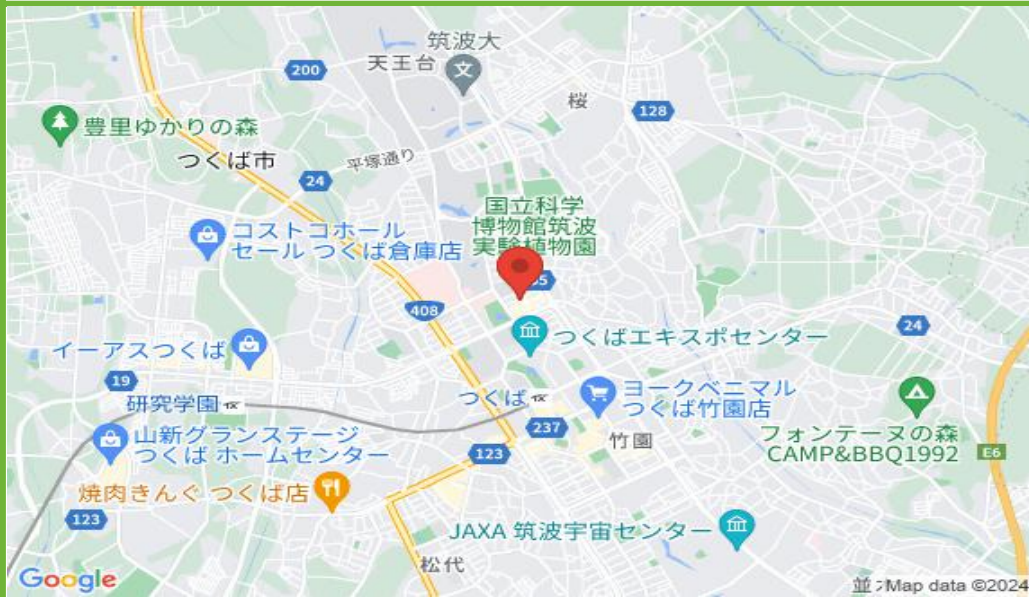 筑波大
天王台
文
200
桜
128
豊里ゆかりの森
つくば市
平塚通り
24
国立科学
博物館筑波
実験植物園
コストコホール
セール つくば倉庫店
408
つくばエキスポセンター
24
イーアスつくば
19
研究学園
つくば
ヨークベニマル
つくば竹園店
237
竹園
山新グランステージ
つくば ホームセンター
123
フォンテーヌの森
CAMP&BBQ1992
E6
焼肉きんぐ つくば店
123
JAXA 筑波宇宙センター
松代
Google
Map data ©2024